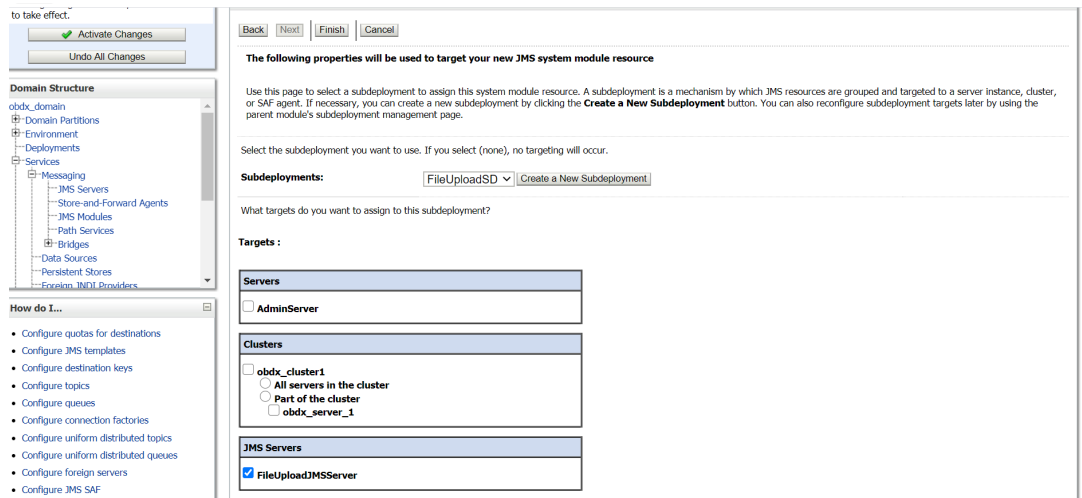 to take effect.
Activate Changes
Undo All Changes
Domain Structure
obdx_domain
Domain Partitions
Environment
Deployments
Services
Messaging
JMS Servers
Store-and-Forward Agents
JMS Modules
Path Services
Bridges
Data Sources
Persistent Stores
Foreign JNDI Providers
How do I...
Configure quotas for destinations
Configure JMS templates
Configure destination keys
Configure topics
Configure queues
Configure connection factories
Configure uniform distributed topics
Configure uniform distributed queues
Configure foreign servers
Configure JMS SAF
Back Next Finish Cancel
The following properties will be used to target your new JMS system module resource
Use this page to select a subdeployment to assign this system module resource. A subdeployment is a mechanism by which JMS resources are grouped and targeted to a server instance, cluster,
or SAF agent. If necessary, you can create a new subdeployment by clicking the Create a New Subdeployment button. You can also reconfigure subdeployment targets later by using the
parent module's subdeployment management page.
Select the subdeployment you want to use. If you select (none), no targeting will occur.
Subdeployments: FileUploadSD Create a New Subdeployment
What targets do you want to assign to this subdeployment?
Targets :
Servers
AdminServer
Clusters
obdx_cluster1
All servers in the cluster
Part of the cluster
obdx_server_1
JMS Servers
FileUploadJMSServer